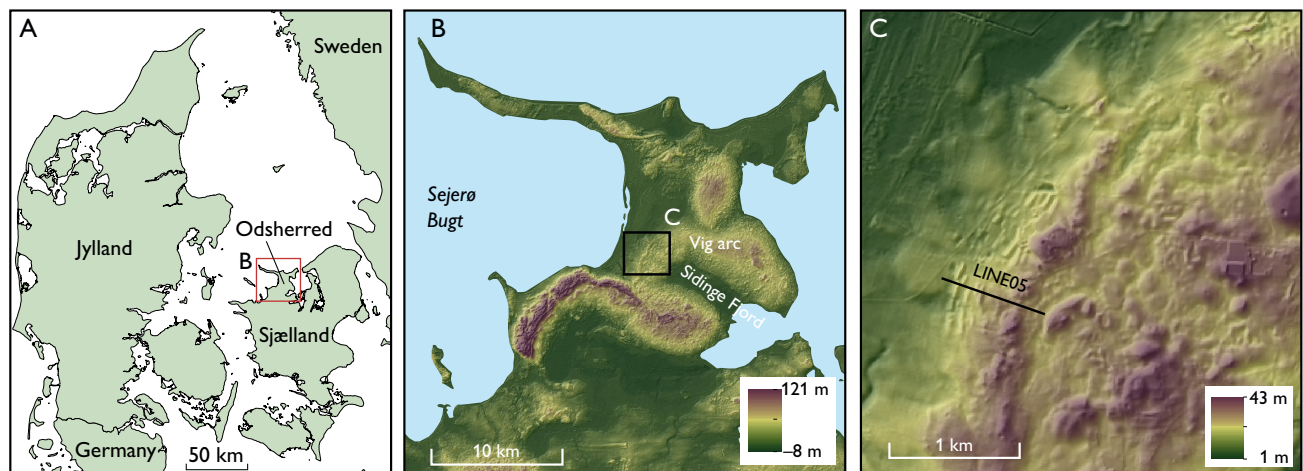 A
Sweden
Jylland
Odsherred
B
Sjælland
Germany
50 km
B
Sejerø
Bugt
C
Vig arc
Sidinge Fjord
121 m
–8 m
10 km
C
LINE05
43 m
1 m
1 km